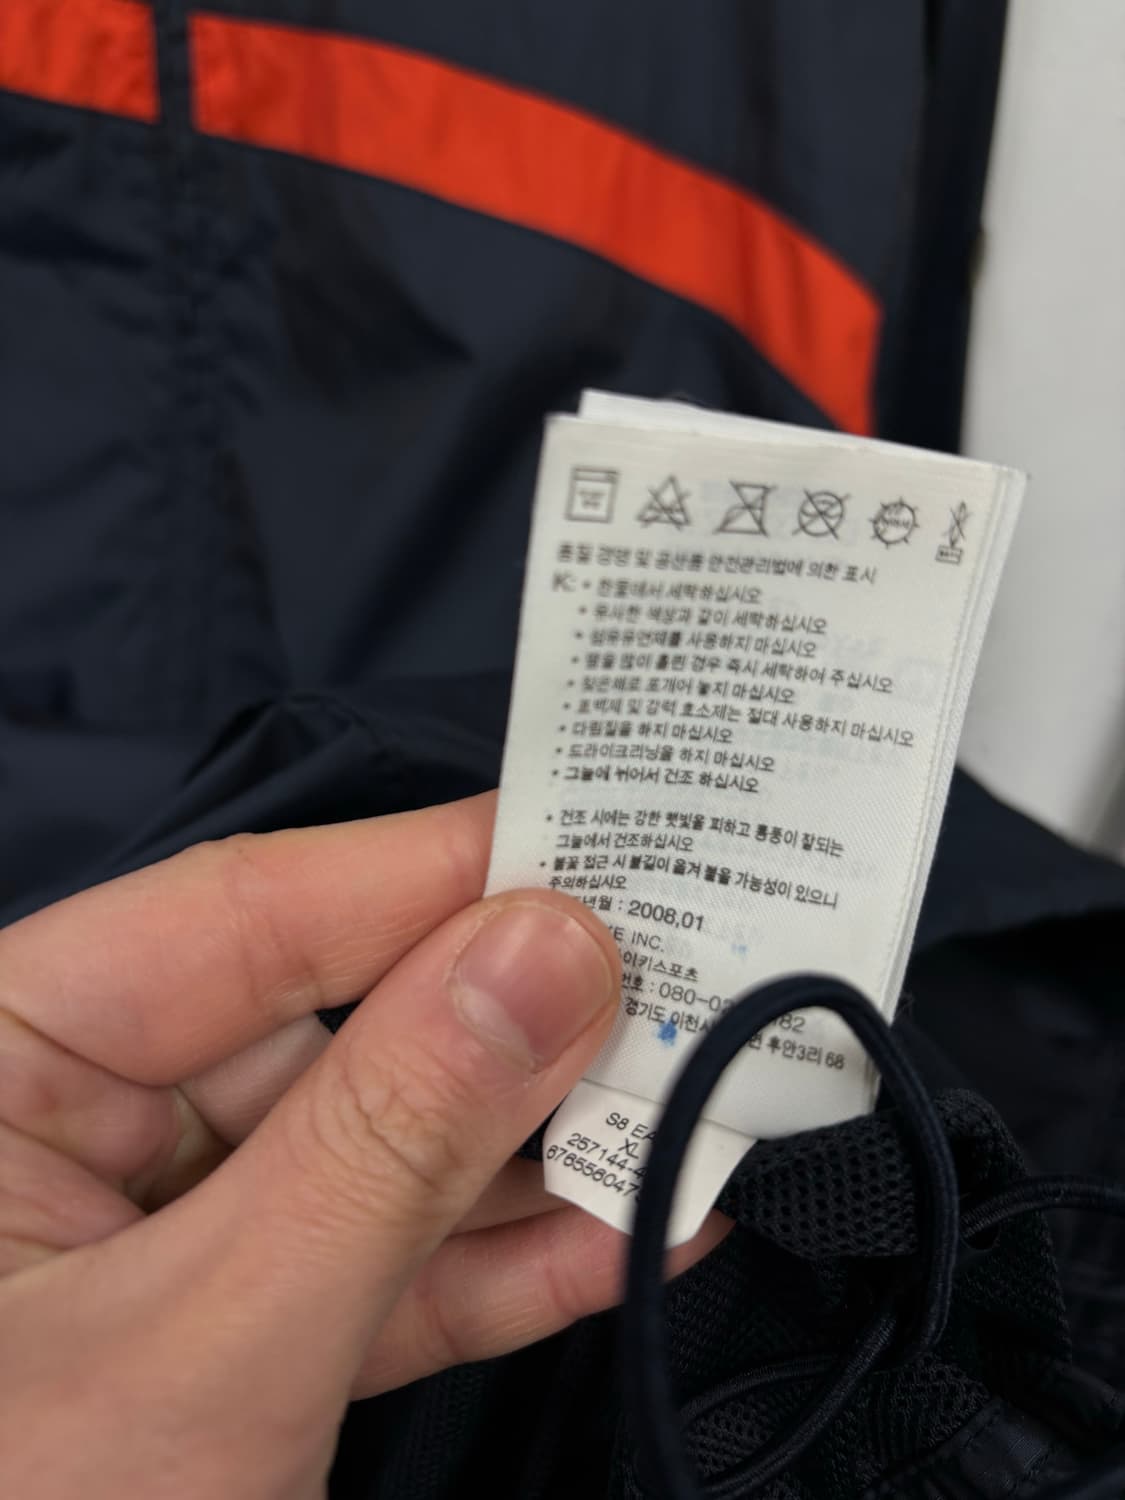 품질 경영 및 공산품 안전관리법에 의한 표시
K: • 찬물에서 세탁하십시오
• 유사한 색상과 같이 세탁하십시오
• 섬유유연제를 사용하지 마십시오
• 땀을 많이 흘린 경우 즉시 세탁하여 주십시오
• 젖은채로 포개어 놓지 마십시오
• 표백제 및 강력 효소제는 절대 사용하지 마십시오
• 다림질을 하지 마십시오
• 드라이크리닝을 하지 마십시오
• 그늘에 뉘어서 건조 하십시오
• 건조 시에는 강한 햇빛을 피하고 통풍이 잘되는
그늘에서 건조하십시오
• 불꽃 접근 시 불길이 옮겨 붙을 가능성이 있으니
주의하십시오
년월 : 2008,01
KE INC.
이키스포츠
번호 : 080-02 82
경기도 이천시 면 후안3리 68
S8 EA
XL
257144-4
676556047